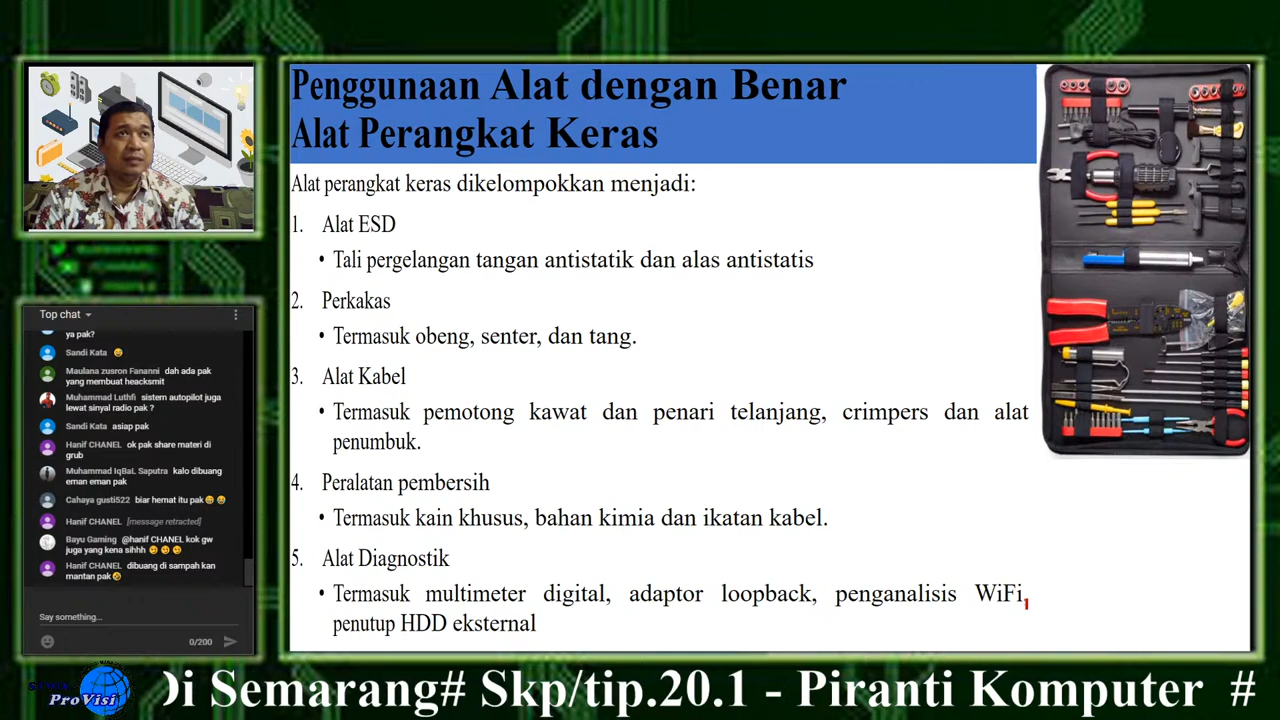 Penggunaan Alat dengan Benar
Alat Perangkat Keras
Alat perangkat keras dikelompokkan menjadi:
1. Alat ESD
• Tali pergelangan tangan antistatik dan alas antistatis
2. Perkakas
• Termasuk obeng, senter, dan tang.
3. Alat Kabel
• Termasuk pemotong kawat dan penari telanjang, crimpers dan alat
penumbuk.
4. Peralatan pembersih
• Termasuk kain khusus, bahan kimia dan ikatan kabel.
5. Alat Diagnostik
• Termasuk multimeter digital, adaptor loopback, penganalisis WiFi,
penutup HDD eksternal
Top chat
ya pak?
Sandi Kata 😄
Maulana zusron Fananni dah ada pak
yang membuat heacksmit
Muhammad Luthfi sistem autopilot juga
lewat sinyal radio pak ?
Sandi Kata asiap pak
Hanif CHANEL ok pak share materi di
grub
Muhammad IqBaL Saputra kalo dibuang
eman eman pak
Cahaya gusti522 biar hemat itu pak😄😄
Hanif CHANEL [message retracted]
Bayu Gaming @hanif CHANEL kok gw
juga yang kena sihhh 😏😏😏
Hanif CHANEL dibuang di sampah kan
mantan pak🤣
Say something...
0/200
ProVisi
Di Semarang# Skp/tip.20.1 - Piranti Komputer #